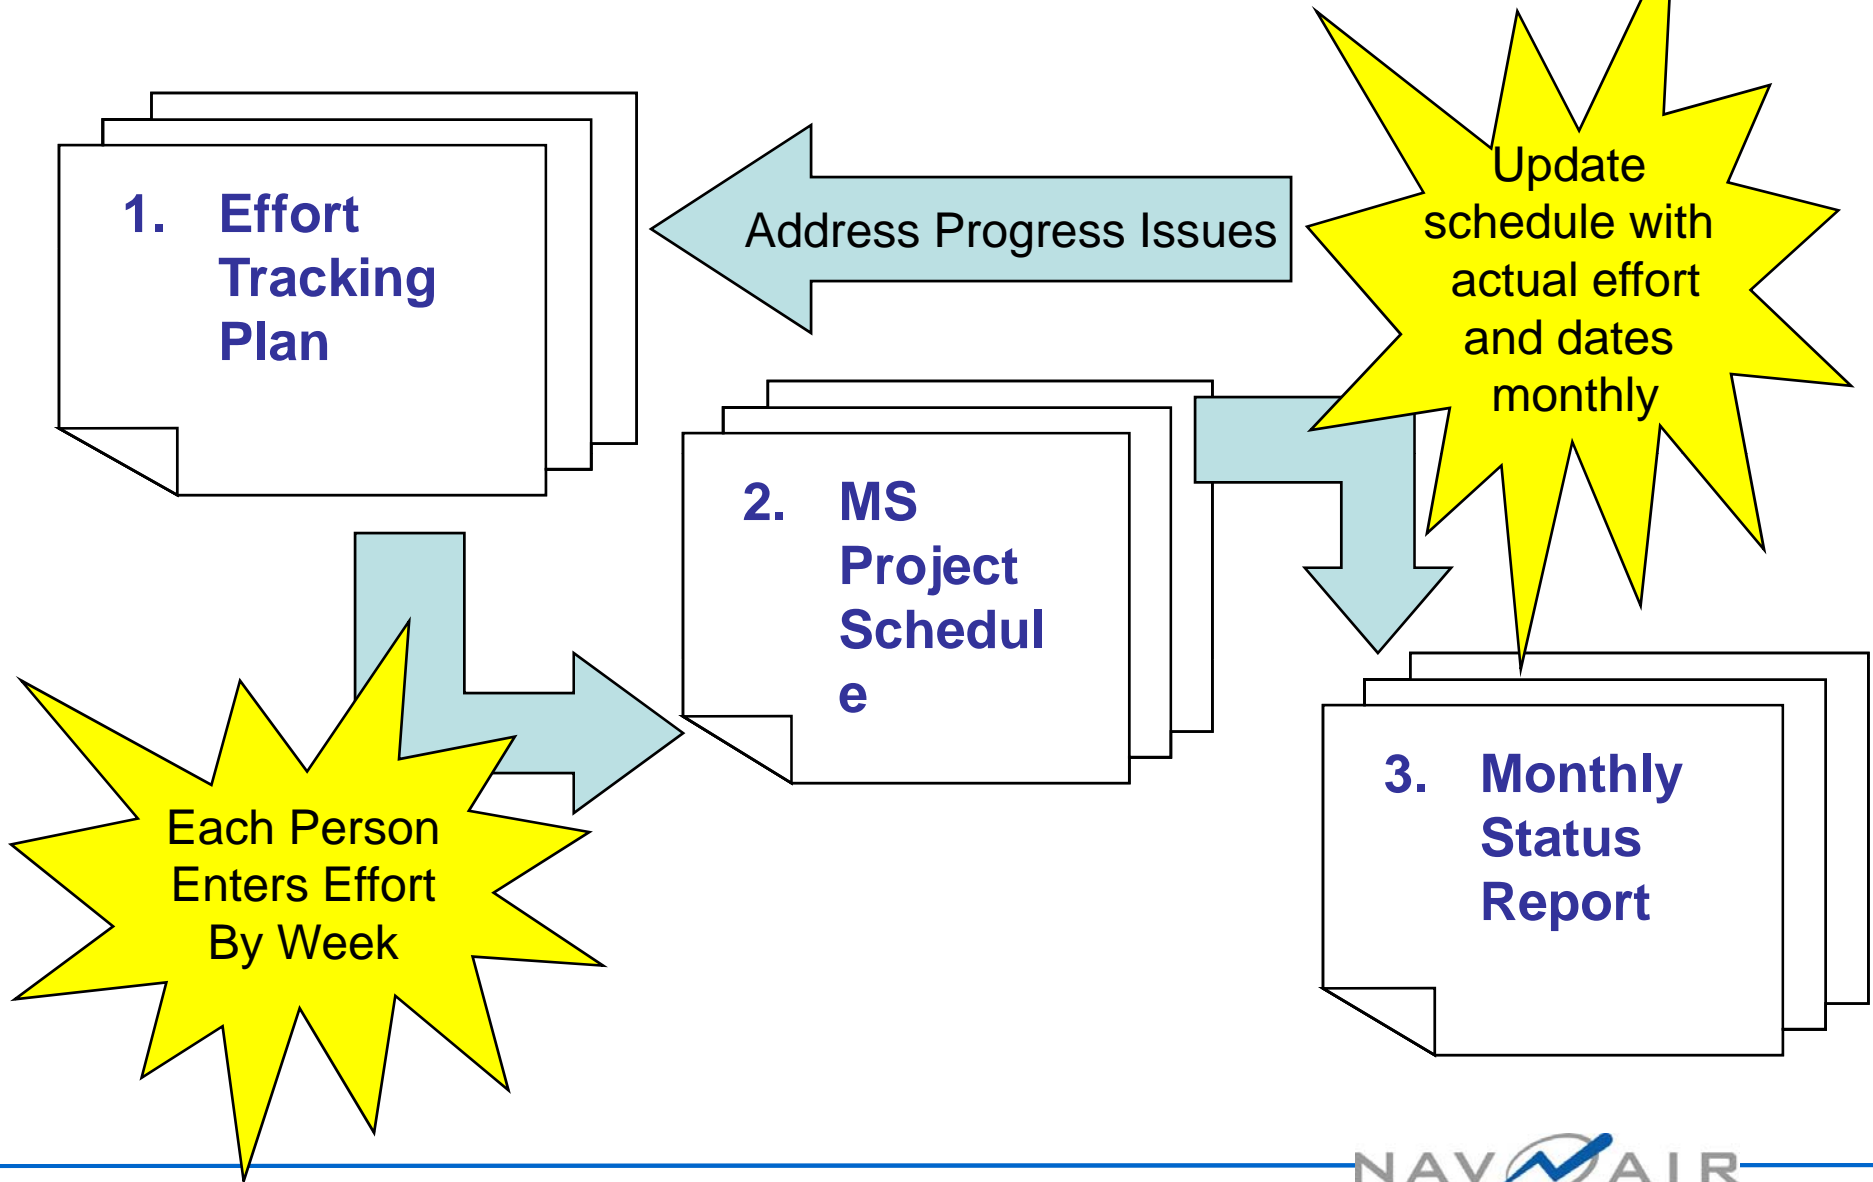 1. Effort
Tracking
Plan
Address Progress Issues
Update
schedule with
actual effort
and dates
monthly
2. MS
Project
Schedul
e
Each Person
Enters Effort
By Week
3. Monthly
Status
Report
NAVAIR